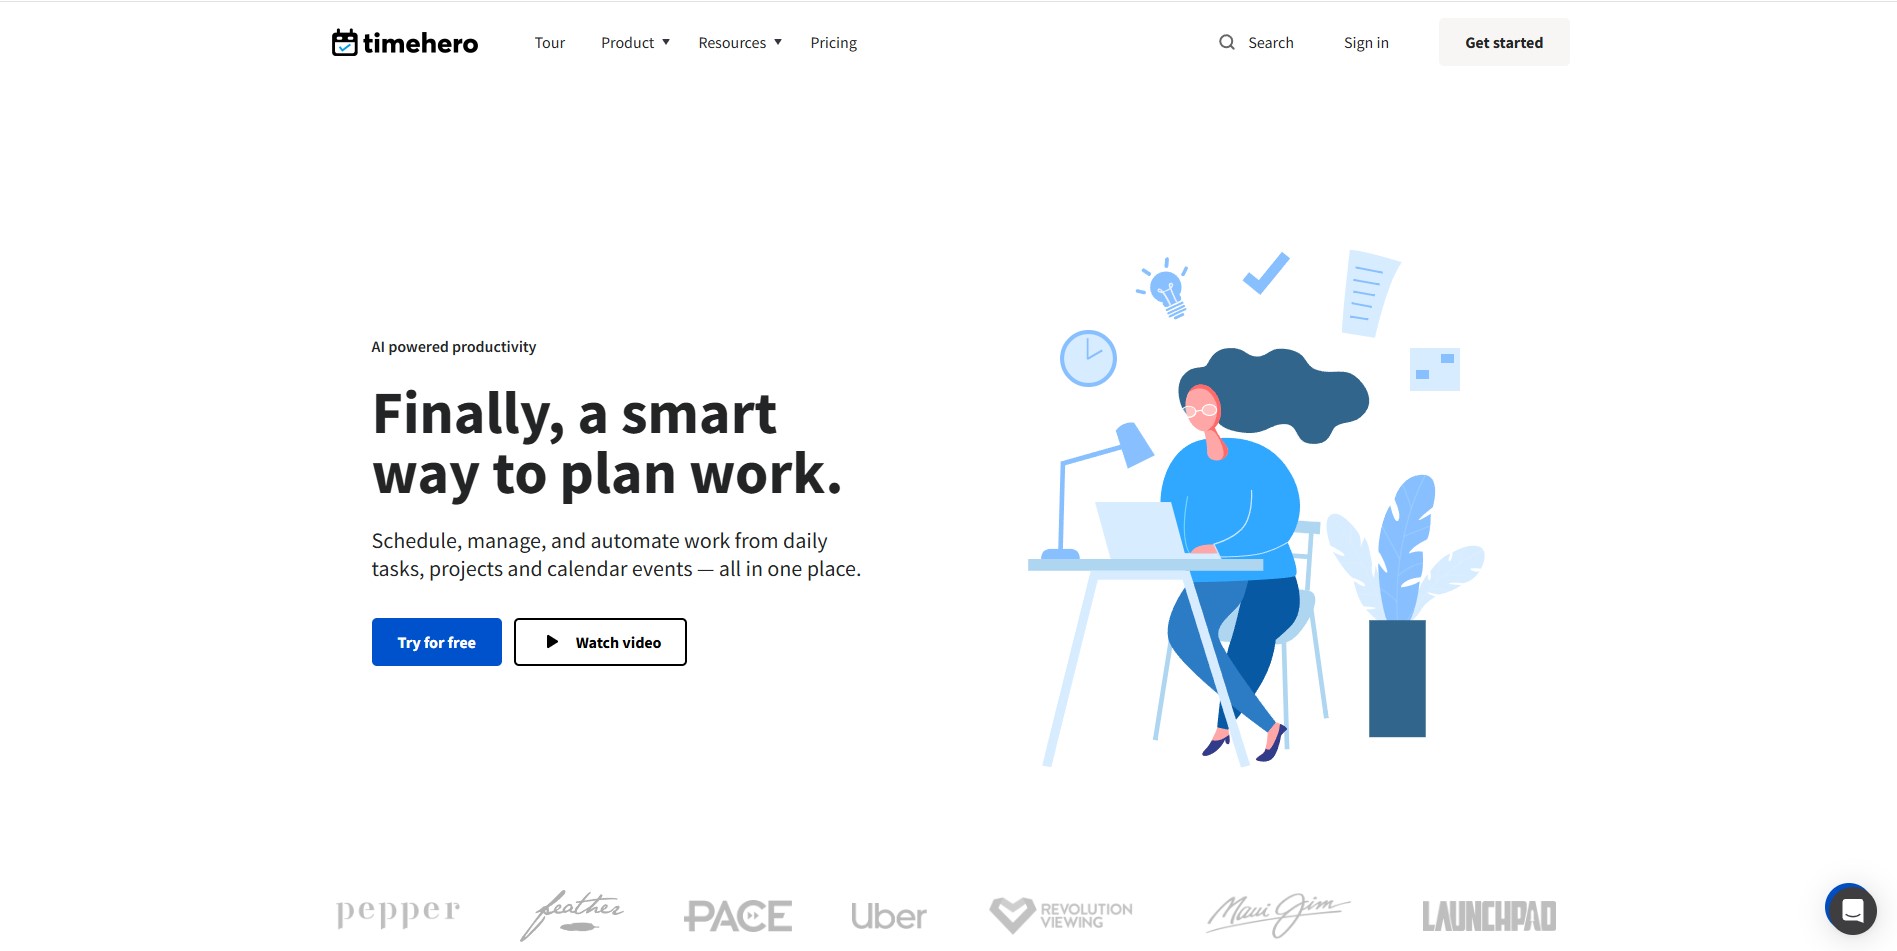 timehero
Tour
Product
Resources
Pricing
Search
Sign in
Get started
AI powered productivity
Finally, a smart
way to plan work.
Schedule, manage, and automate work from daily
tasks, projects and calendar events — all in one place.
Try for free
Watch video
pepper
feather
PACE
Uber
REVOLUTION
VIEWING
Maui Jim
LAUNCHPAD